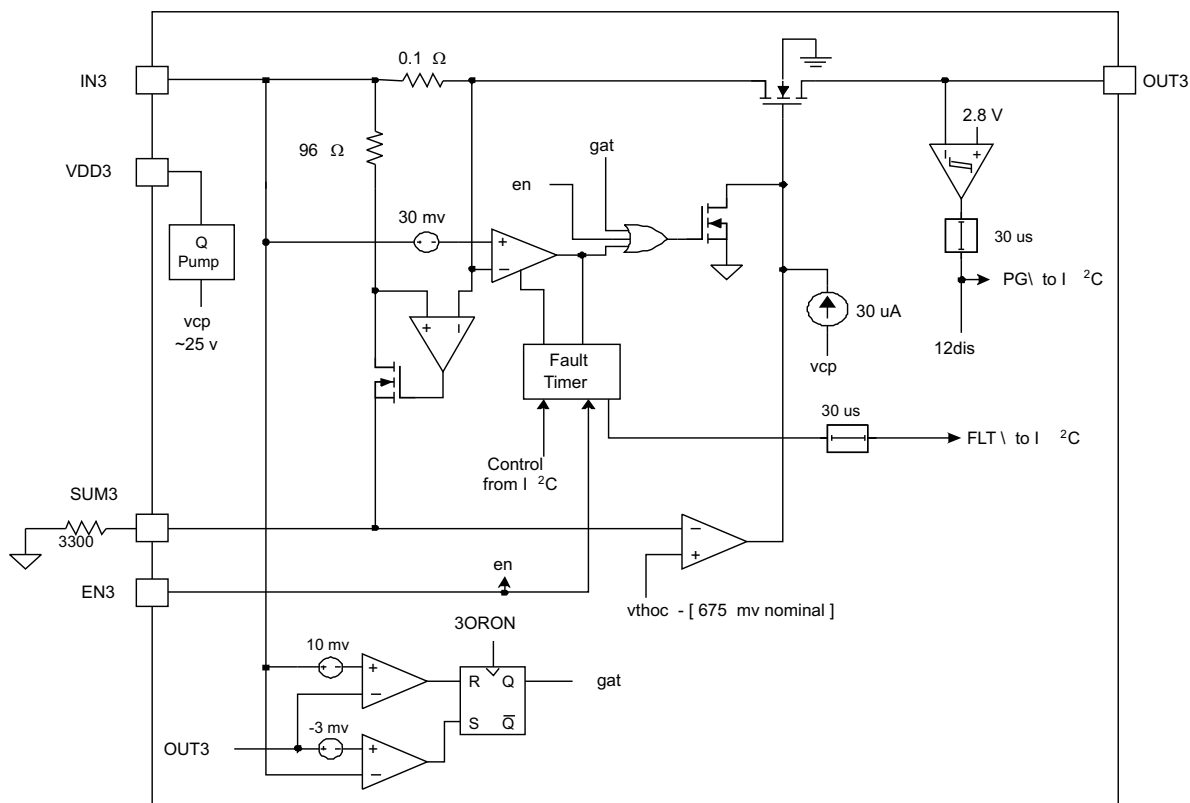 0.1 Ω
IN3
OUT3
2.8 V
96 Ω
gat
VDD3
en
30 mv
+
−
−
+
Q
Pump
30 us
PG\ to I 2C
30 uA
vcp
~25 v
+
−
12dis
vcp
Fault
Timer
30 us
FLT \ to I 2C
Control
from I 2C
SUM3
3300
−
+
en
EN3
vthoc - [ 675 mv nominal ]
3ORON
10 mv
+
−
R Q
gat
S Q
-3 mv
OUT3
+
−